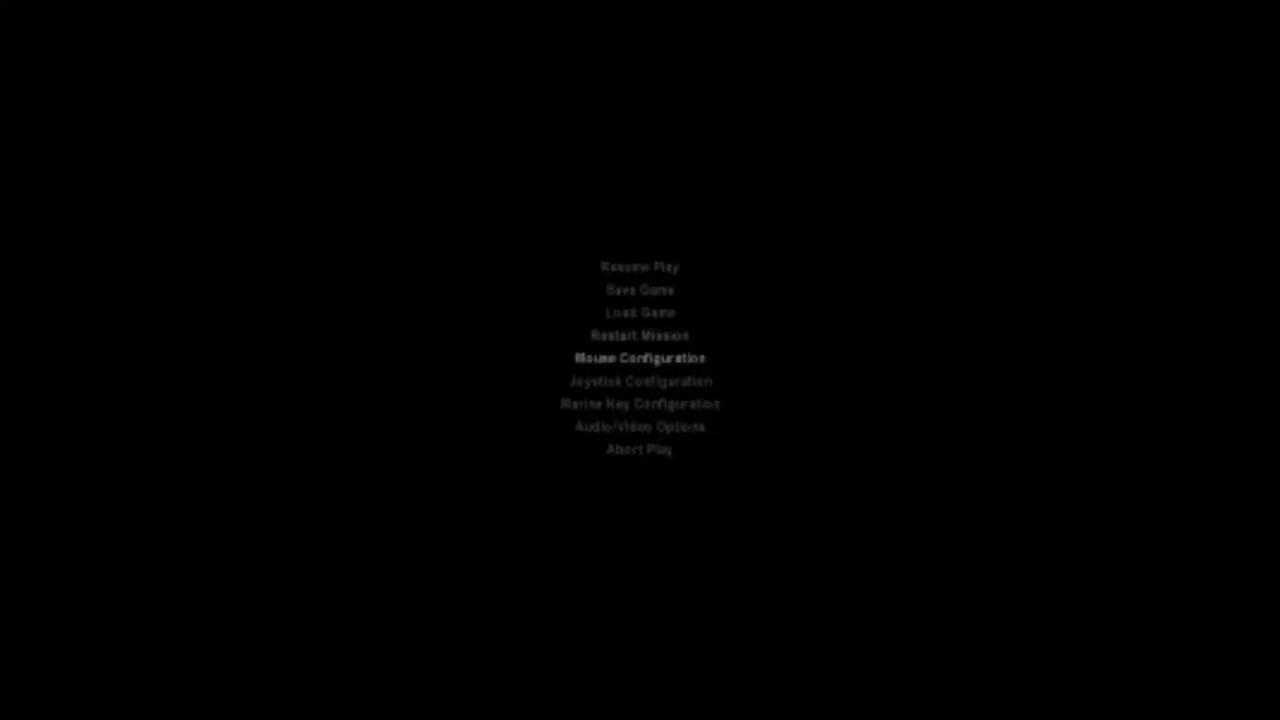 Resume Play
Save Game
Load Game
Restart Mission
Mouse Configuration
Joystick Configuration
Marine Key Configuration
Audio/Video Options
Abort Play